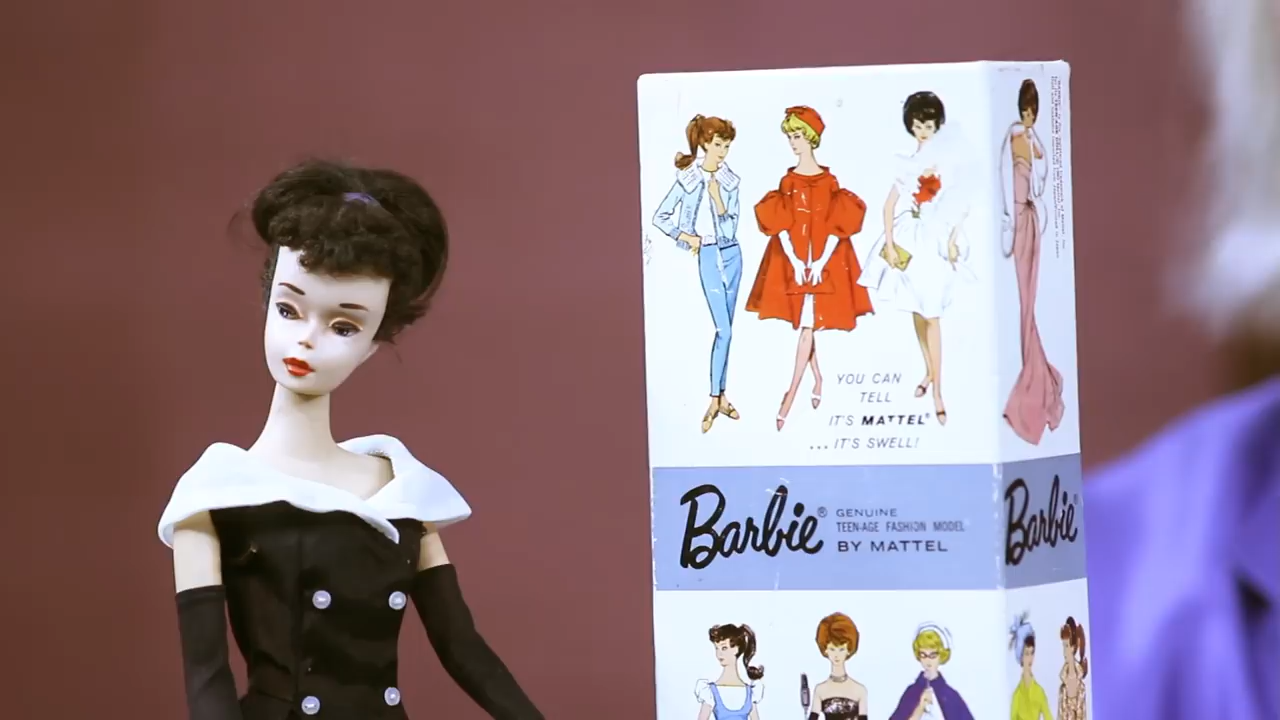 YOU CAN
TELL
IT'S MATTEL®
... IT'S SWELL!
Barbie®
GENUINE
TEEN-AGE FASHION MODEL
BY MATTEL
Barbie®